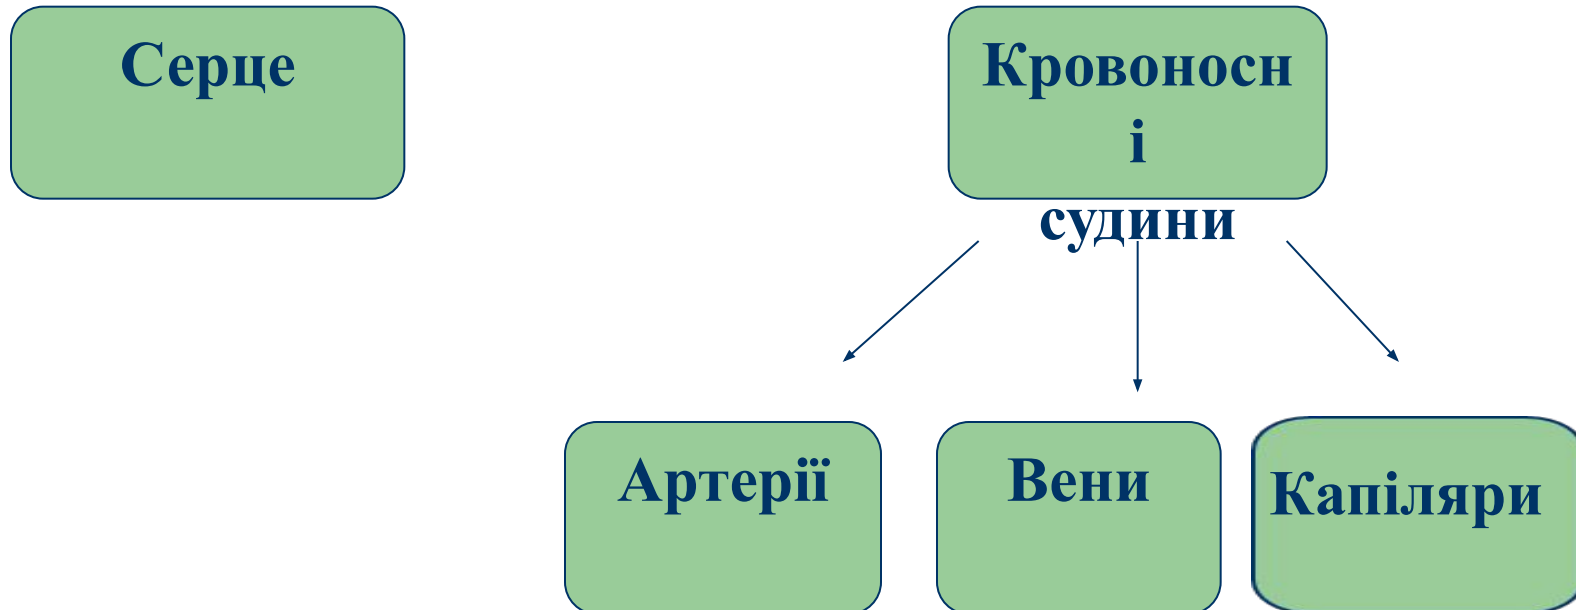 Серце
Кровоносн
і
судини
Артерії
Вени
Капіляри